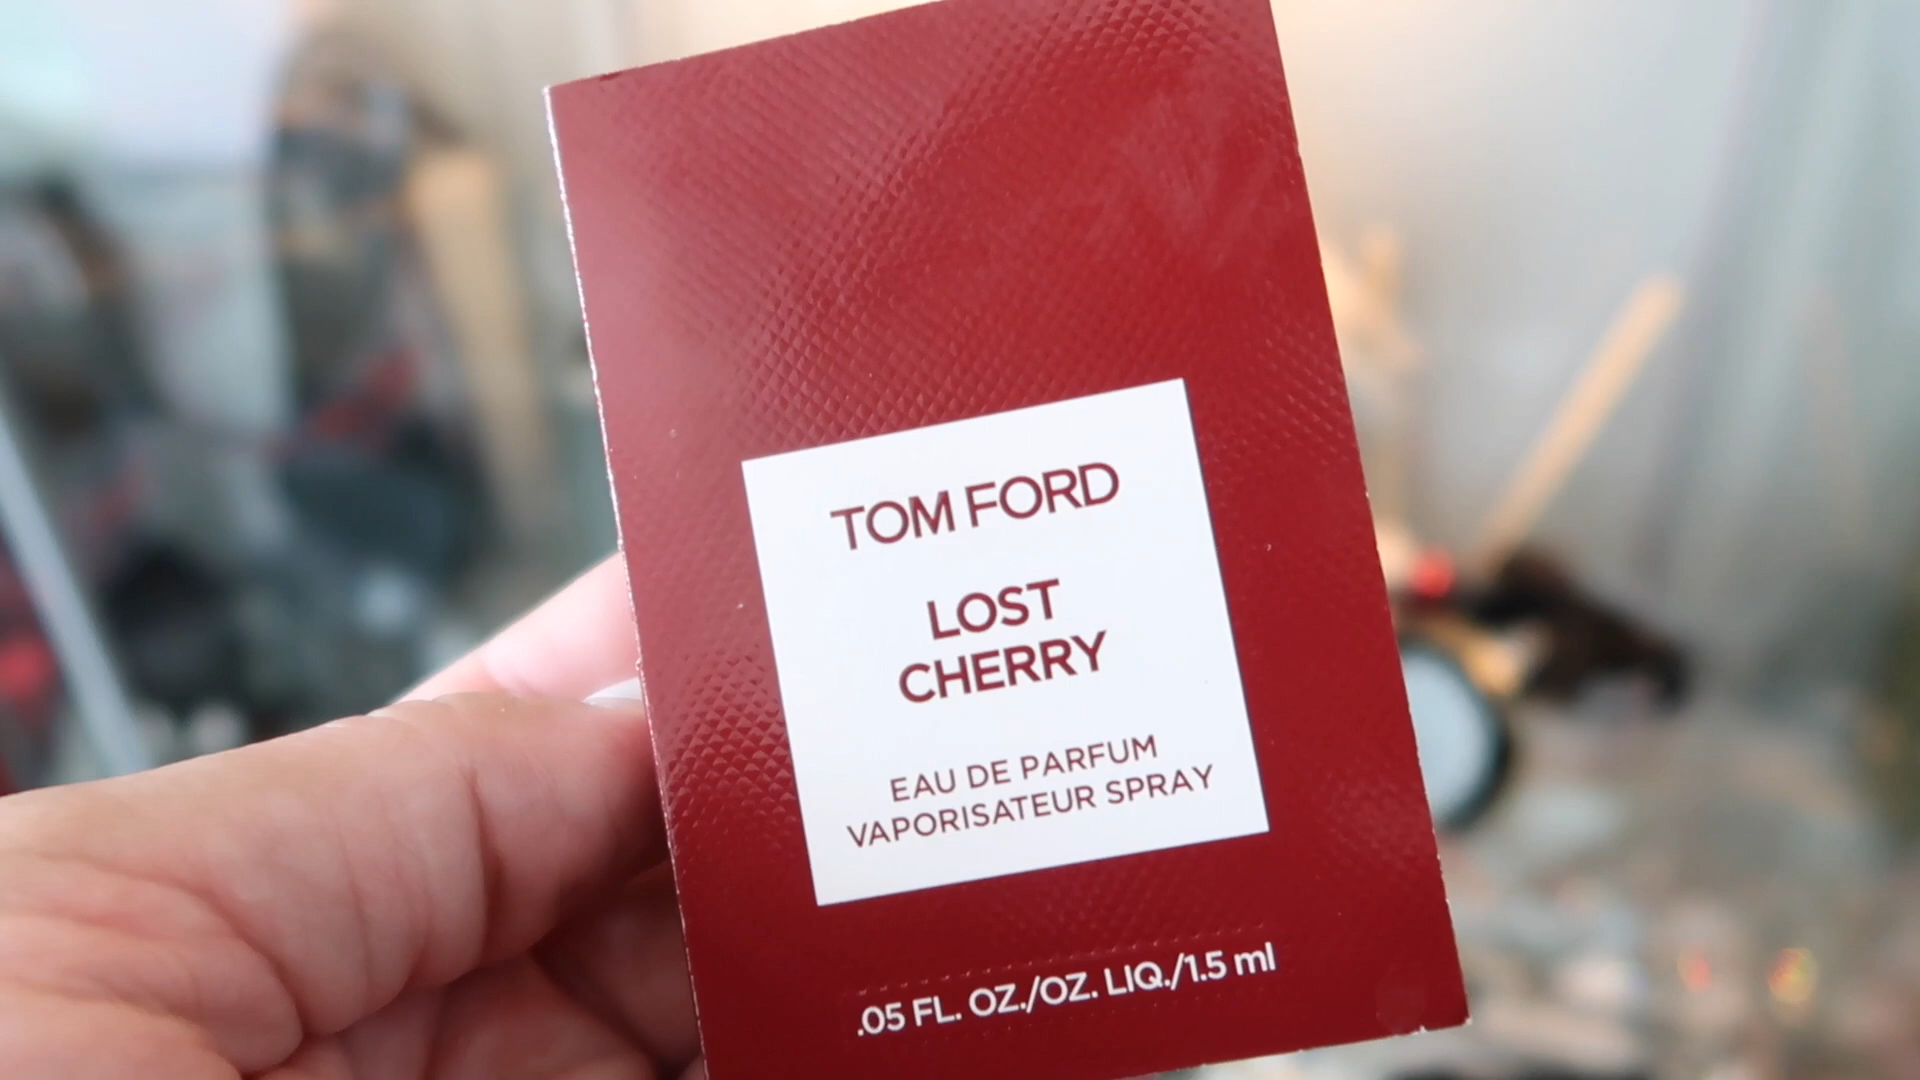 TOM FORD
LOST
CHERRY
EAU DE PARFUM
VAPORISATEUR SPRAY
.05 FL. OZ./OZ. LIQ./1.5 ml